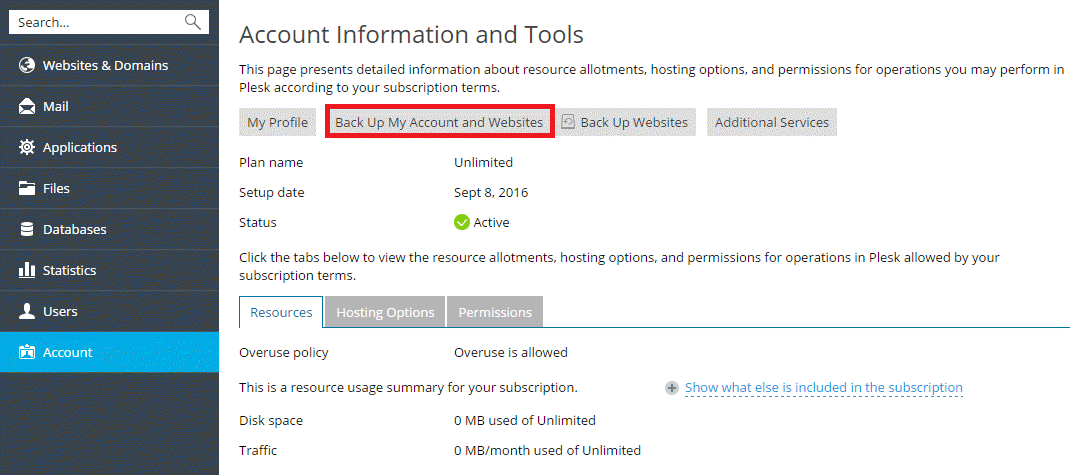 Search...
Websites & Domains
Mail
Applications
Files
Databases
Statistics
Users
Account
Account Information and Tools
This page presents detailed information about resource allotments, hosting options, and permissions for operations you may perform in
Plesk according to your subscription terms.
My Profile Back Up My Account and Websites Back Up Websites Additional Services
Plan name Unlimited
Setup date Sept 8, 2016
Status Active
Click the tabs below to view the resource allotments, hosting options, and permissions for operations in Plesk allowed by your
subscription terms.
Resources Hosting Options Permissions
Overuse policy Overuse is allowed
This is a resource usage summary for your subscription. Show what else is included in the subscription
Disk space 0 MB used of Unlimited
Traffic 0 MB/month used of Unlimited